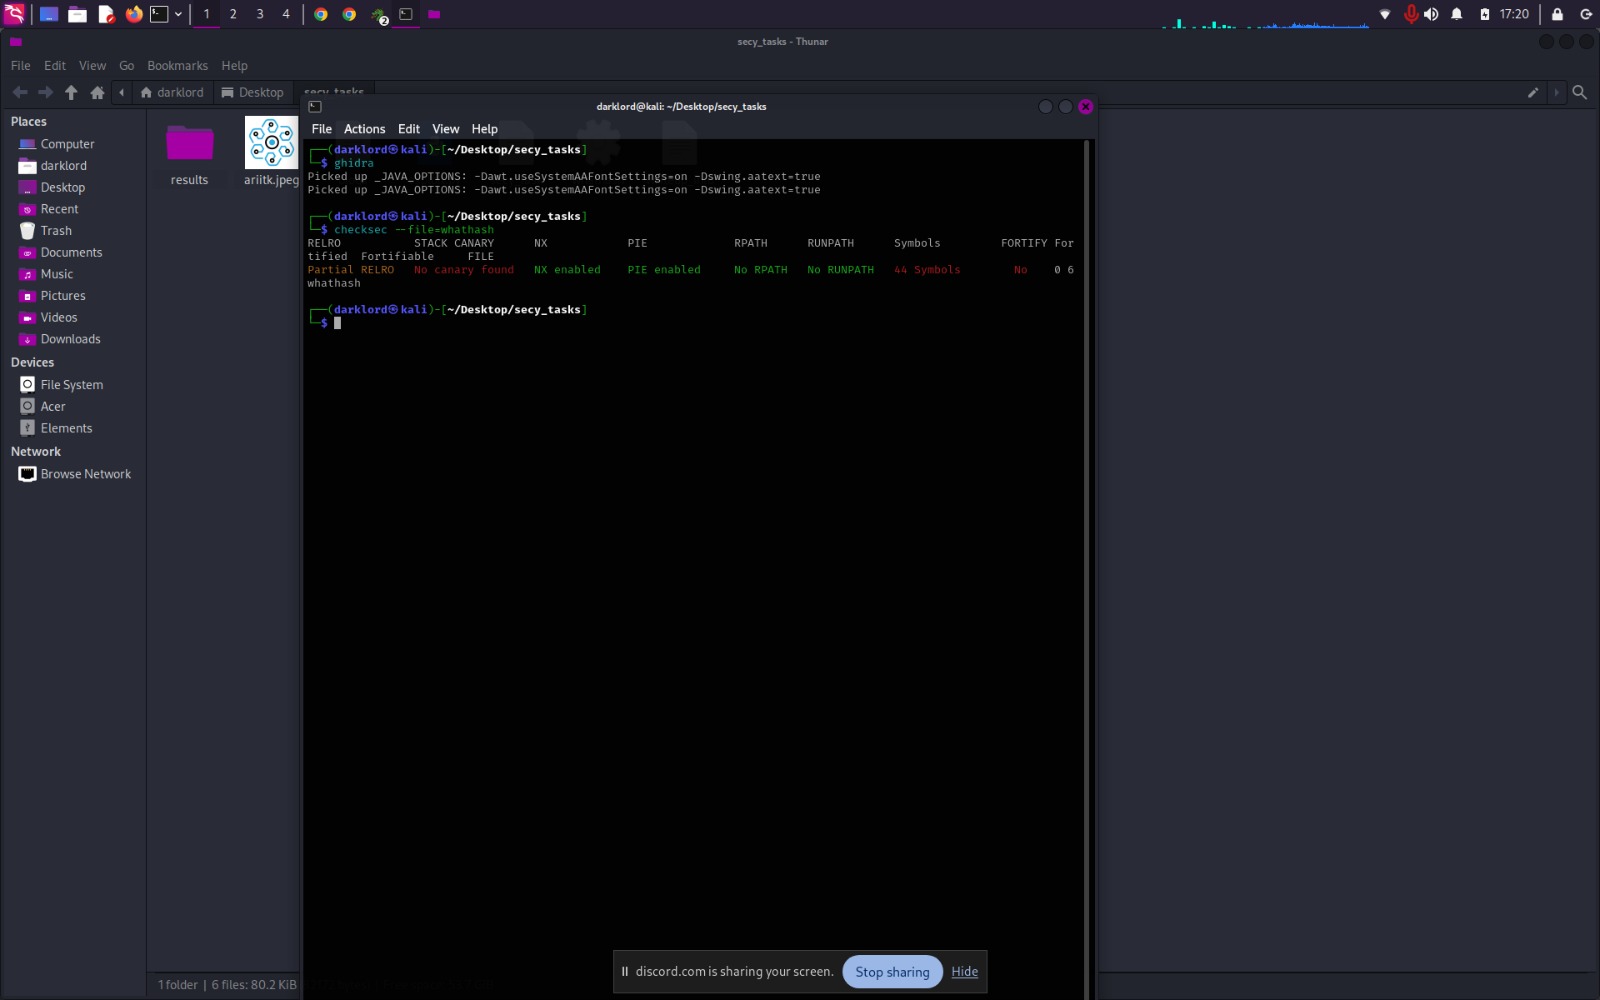 1 2 3 4
2
17:20
secy_tasks - Thunar
File Edit View Go Bookmarks Help
darklord Desktop secy_tasks
Places
Computer
darklord
Desktop
Recent
Trash
Documents
Music
Pictures
Videos
Downloads
Devices
File System
Acer
Elements
Network
Browse Network
results
ariitk.jpeg
darklord@kali: ~/Desktop/secy_tasks
File Actions Edit View Help
┌──(darklord㉿kali)-[~/Desktop/secy_tasks]
└─$ ghidra
Picked up _JAVA_OPTIONS: -Dawt.useSystemAAFontSettings=on -Dswing.aatext=true
Picked up _JAVA_OPTIONS: -Dawt.useSystemAAFontSettings=on -Dswing.aatext=true
┌──(darklord㉿kali)-[~/Desktop/secy_tasks]
└─$ checksec --file=whathash
RELRO STACK CANARY NX PIE RPATH RUNPATH Symbols FORTIFY For
tified Fortifiable FILE
Partial RELRO No canary found NX enabled PIE enabled No RPATH No RUNPATH 44 Symbols No 0 6
whathash
┌──(darklord㉿kali)-[~/Desktop/secy_tasks]
└─$
discord.com is sharing your screen. Stop sharing Hide
1 folder | 6 files: 80.2 KiB